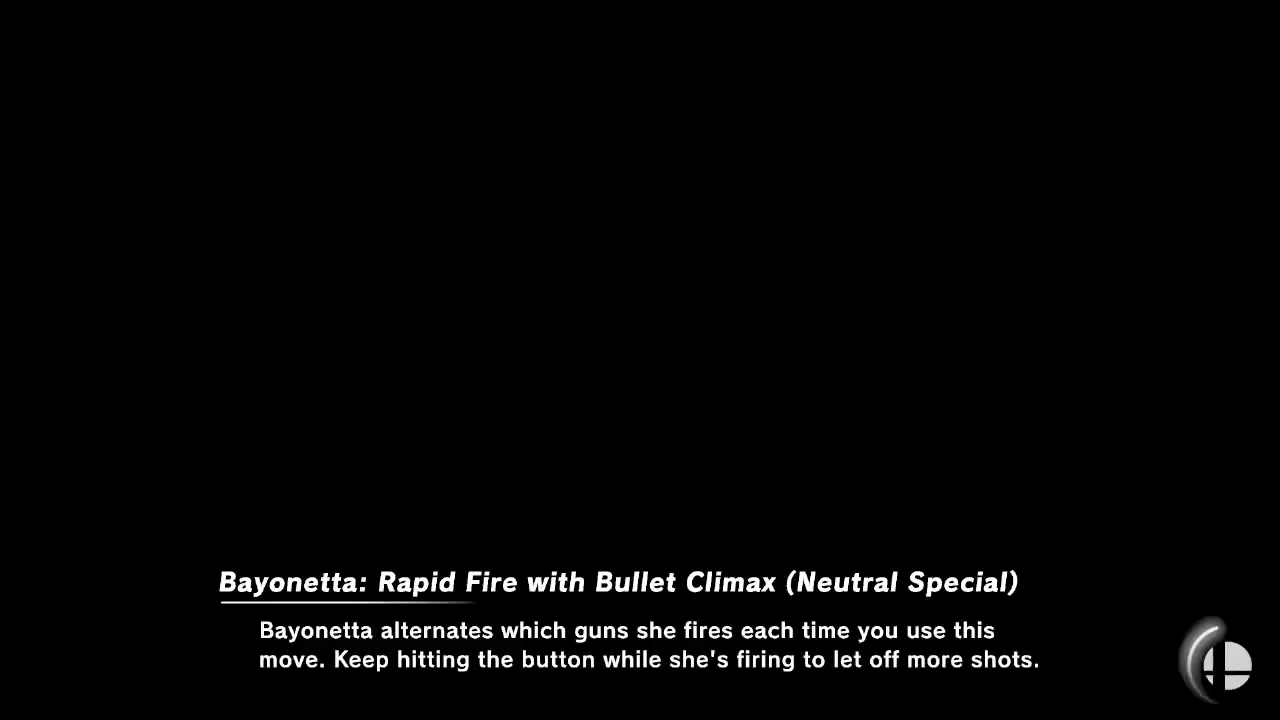 Bayonetta: Rapid Fire with Bullet Climax (Neutral Special)
Bayonetta alternates which guns she fires each time you use this
move. Keep hitting the button while she's firing to let off more shots.